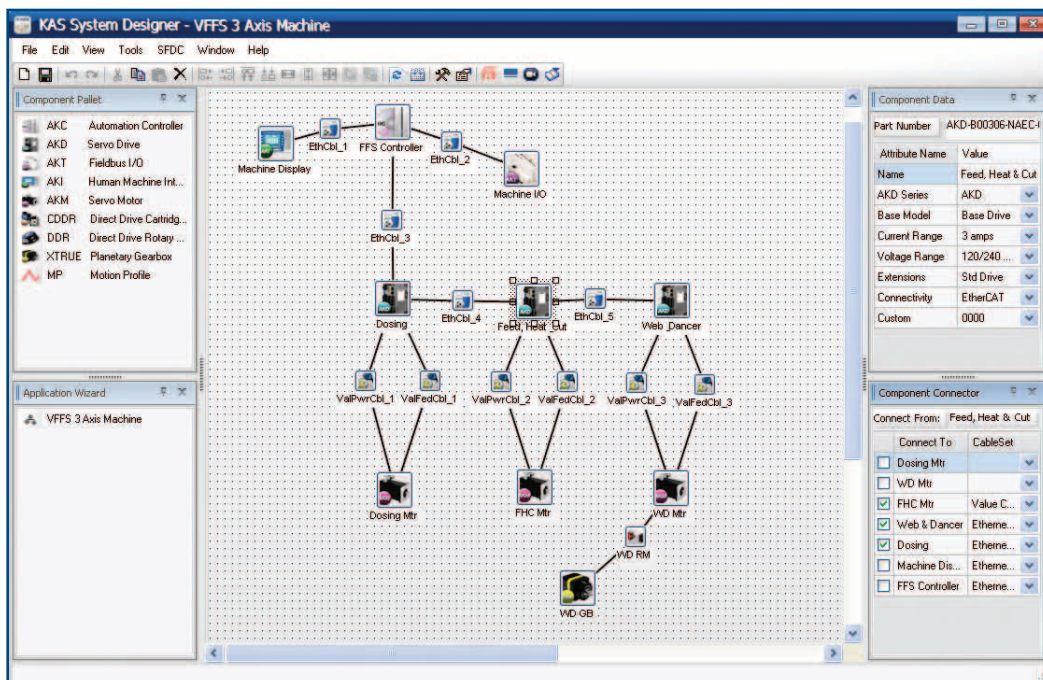 KAS System Designer - VFFS 3 Axis Machine
File Edit View Tools SFDC Window Help
Component Pallet
AKC Automation Controller
AKD Servo Drive
AKT Fieldbus I/O
AKI Human Machine Int...
AKM Servo Motor
CDDR Direct Drive Cartridg...
DDR Direct Drive Rotary ...
XTRUE Planetary Gearbox
MP Motion Profile
Application Wizard
VFFS 3 Axis Machine
Machine Display
EthCbl_1
FFS Controller
EthCbl_2
Machine I/O
EthCbl_3
Dosing
EthCbl_4
Feed, Heat _Cut
EthCbl_5
Web _Dancer
ValPwrCbl_1
ValFedCbl_1
ValPwrCbl_2
ValFedCbl_2
ValPwrCbl_3
ValFedCbl_3
Dosing Mtr
FHC Mtr
WD Mtr
WD RM
WD GB
Component Data
Part Number AKD-B00306-NAEC-
Attribute Name Value
Name Feed, Heat & Cut
AKD Series AKD
Base Model Base Drive
Current Range 3 amps
Voltage Range 120/240 ...
Extensions Std Drive
Connectivity EtherCAT
Custom 0000
Component Connector
Connect From: Feed, Heat & Cut
Connect To CableSet
Dosing Mtr
WD Mtr
FHC Mtr Value C...
Web & Dancer Etherne...
Dosing Etherne...
Machine Dis... Etherne...
FFS Controller Etherne...